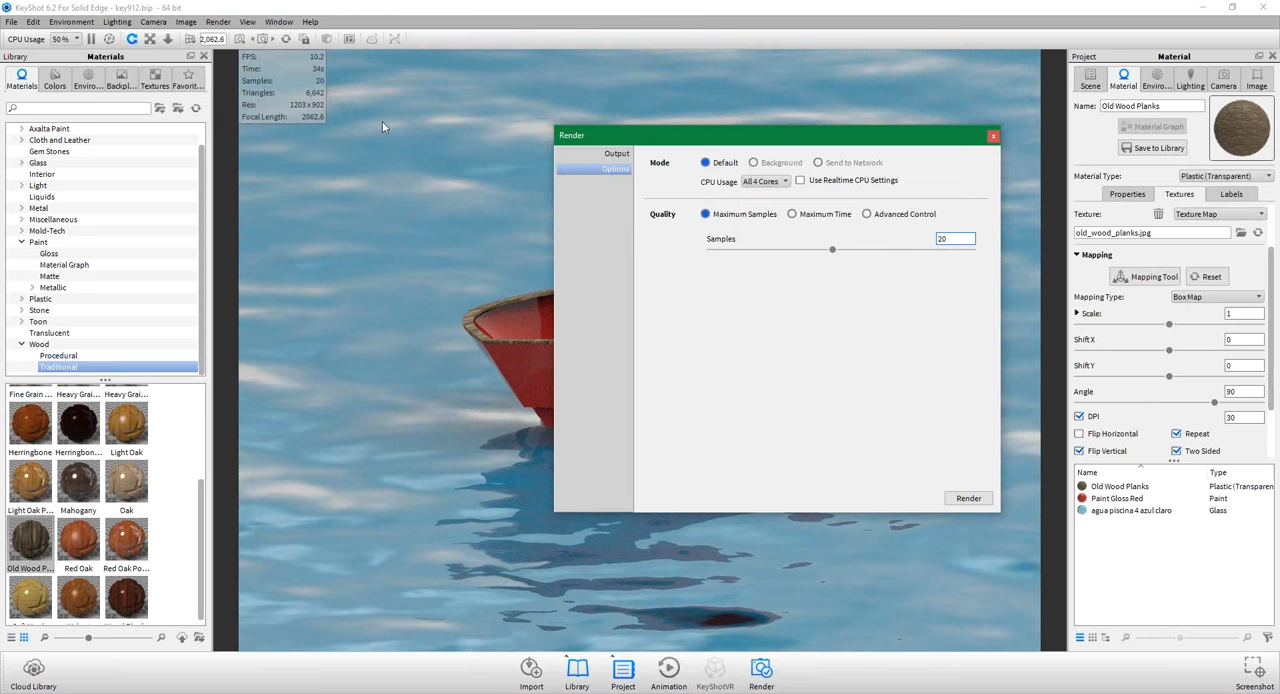 KeyShot 6.2 For Solid Edge - key912.bip - 64 bit
File Edit Environment Lighting Camera Image Render View Window Help
CPU Usage 50 % 2,062.6
Library Materials
Materials Colors Enviro... Backpl... Textures Favorit...
Axalta Paint
Cloth and Leather
Gem Stones
Glass
Interior
Light
Liquids
Metal
Miscellaneous
Mold-Tech
Paint
Gloss
Material Graph
Matte
Metallic
Plastic
Stone
Toon
Translucent
Wood
Procedural
Traditional
Fine Grain ... Heavy Grai... Heavy Grai...
Herringbone Herringbon... Light Oak
Light Oak P... Mahogany Oak
Old Wood P... Red Oak Red Oak Po...
Cloud Library
FPS: 10.2
Time: 34s
Samples: 20
Triangles: 6,642
Res: 1203 x 902
Focal Length: 2062.6
Render
Output
Options
Mode Default Background Send to Network
CPU Usage All 4 Cores Use Realtime CPU Settings
Quality Maximum Samples Maximum Time Advanced Control
Samples 20
Render
Import Library Project Animation KeyShotVR Render
Screenshot
Project Material
Scene Material Enviro... Lighting Camera Image
Name: Old Wood Planks
Material Graph
Save to Library
Material Type: Plastic (Transparent)
Properties Textures Labels
Texture: Texture Map
old_wood_planks.jpg
Mapping
Mapping Tool Reset
Mapping Type: Box Map
Scale: 1
Shift X 0
Shift Y 0
Angle 90
DPI 30
Flip Horizontal Repeat
Flip Vertical Two Sided
Name Type
Old Wood Planks Plastic (Transparen
Paint Gloss Red Paint
agua piscina 4 azul claro Glass